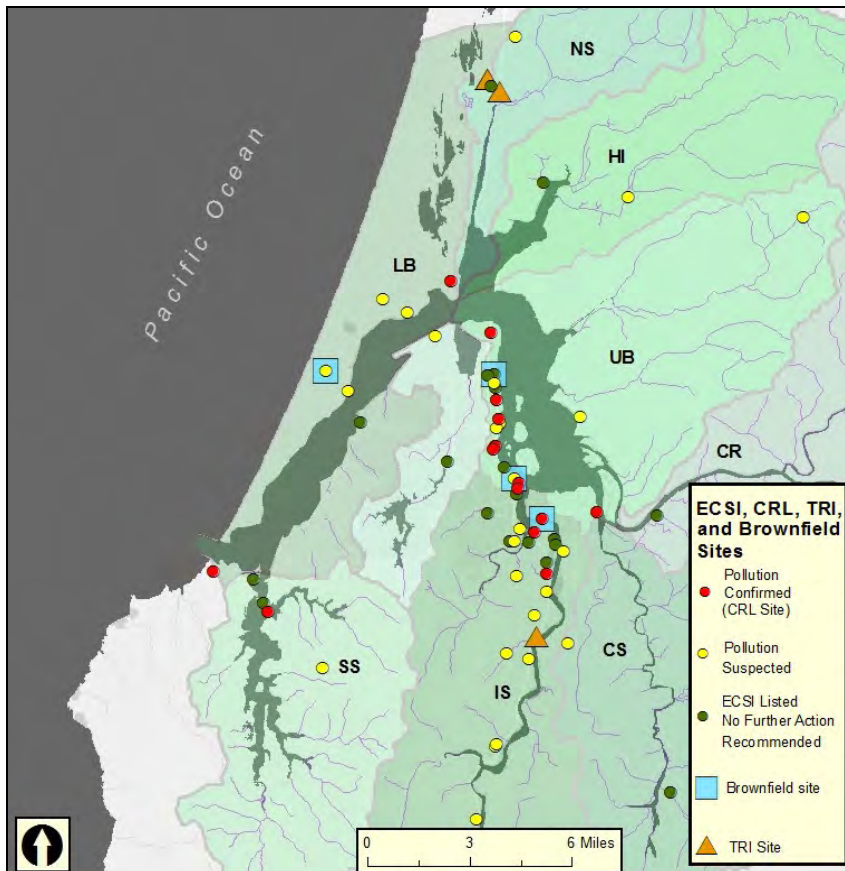 NS
HI
Pacific Ocean
LB
UB
CR
ECSI, CRL, TRI,
and Brownfield
Sites
Pollution
Confirmed
(CRL Site)
Pollution
Suspected
ECSI Listed
No Further Action
Recommended
Brownfield site
TRI Site
SS
IS
CS
0 3 6 Miles